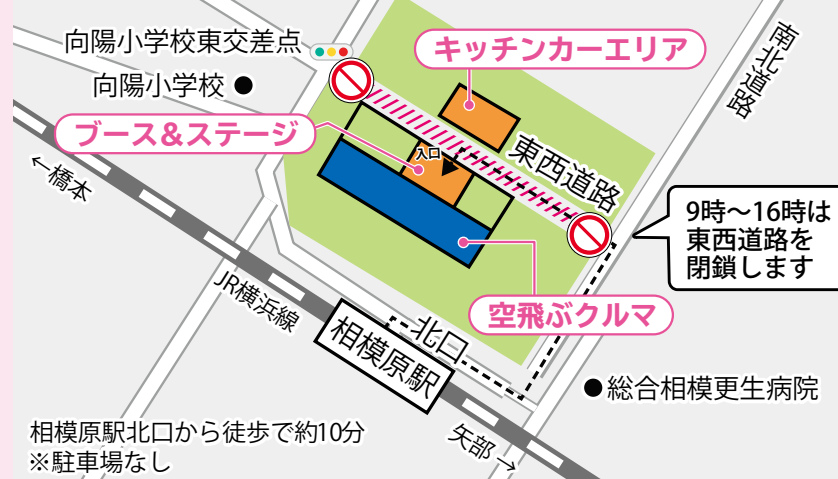 向陽小学校東交差点
向陽小学校 ●
キッチンカーエリア
南北道路
ブース&ステージ
入口
東西道路
←橋本
9時〜16時は
東西道路を
閉鎖します
JR横浜線
空飛ぶクルマ
北口
相模原駅
●総合相模更生病院
相模原駅北口から徒歩で約10分
※駐車場なし
矢部→